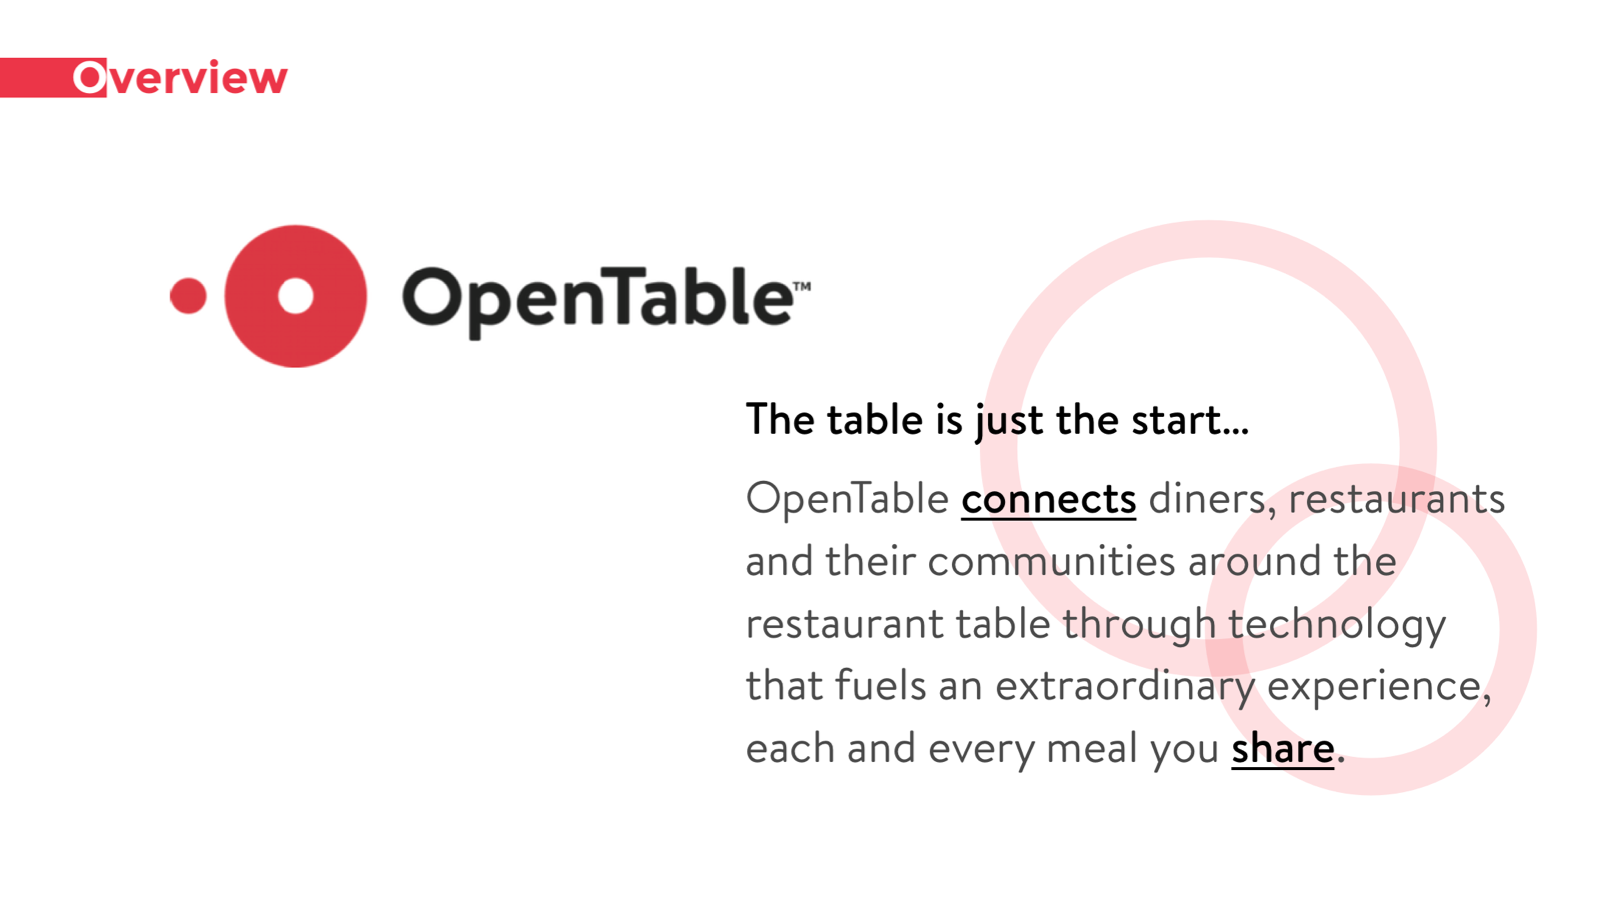 Overview
OpenTable™
The table is just the start...
OpenTable connects diners, restaurants
and their communities around the
restaurant table through technology
that fuels an extraordinary experience,
each and every meal you share.